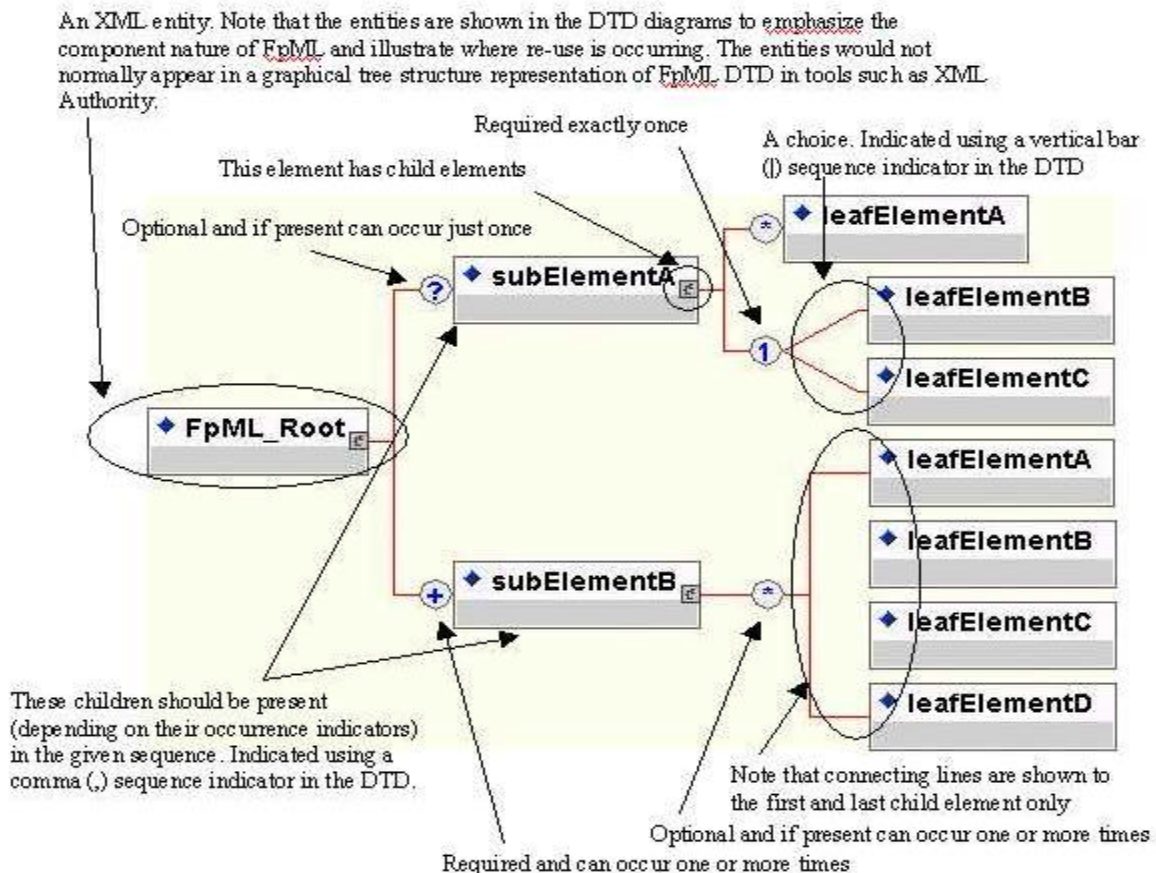 An XML entity. Note that the entities are shown in the DTD diagrams to emphasize the
component nature of FpML and illustrate where re-use is occurring. The entities would not
normally appear in a graphical tree structure representation of FpML DTD in tools such as XML
Authority.
Required exactly once
A choice. Indicated using a vertical bar
(|) sequence indicator in the DTD
This element has child elements
Optional and if present can occur just once
* leafElementA
? subElementA
leafElementB
1
leafElementC
FpML_Root
leafElementA
leafElementB
+ subElementB *
leafElementC
leafElementD
These children should be present
(depending on their occurrence indicators)
in the given sequence. Indicated using a
comma (,) sequence indicator in the DTD.
Note that connecting lines are shown to
the first and last child element only
Optional and if present can occur one or more times
Required and can occur one or more times